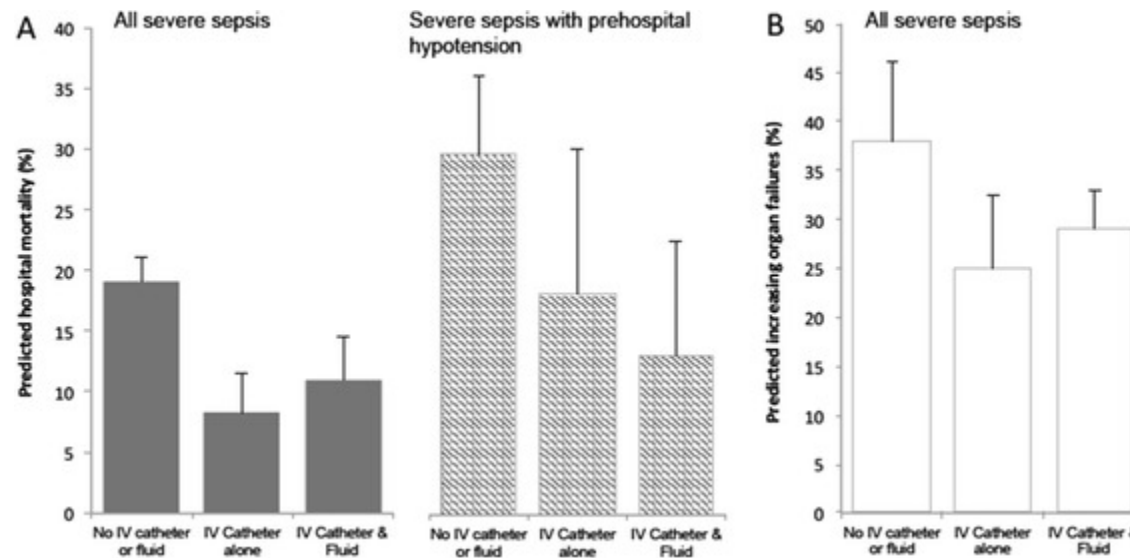 A
All severe sepsis
Severe sepsis with prehospital
hypotension
Predicted hospital mortality (%)
40
35
30
25
20
15
10
5
0
No IV catheter
or fluid
IV Catheter
alone
IV Catheter &
Fluid
No IV catheter
or fluid
IV Catheter
alone
IV Catheter &
Fluid
B
All severe sepsis
Predicted increasing organ failures (%)
50
45
40
35
30
25
20
15
10
5
0
No IV catheter
or fluid
IV Catheter
alone
IV Catheter &
Fluid